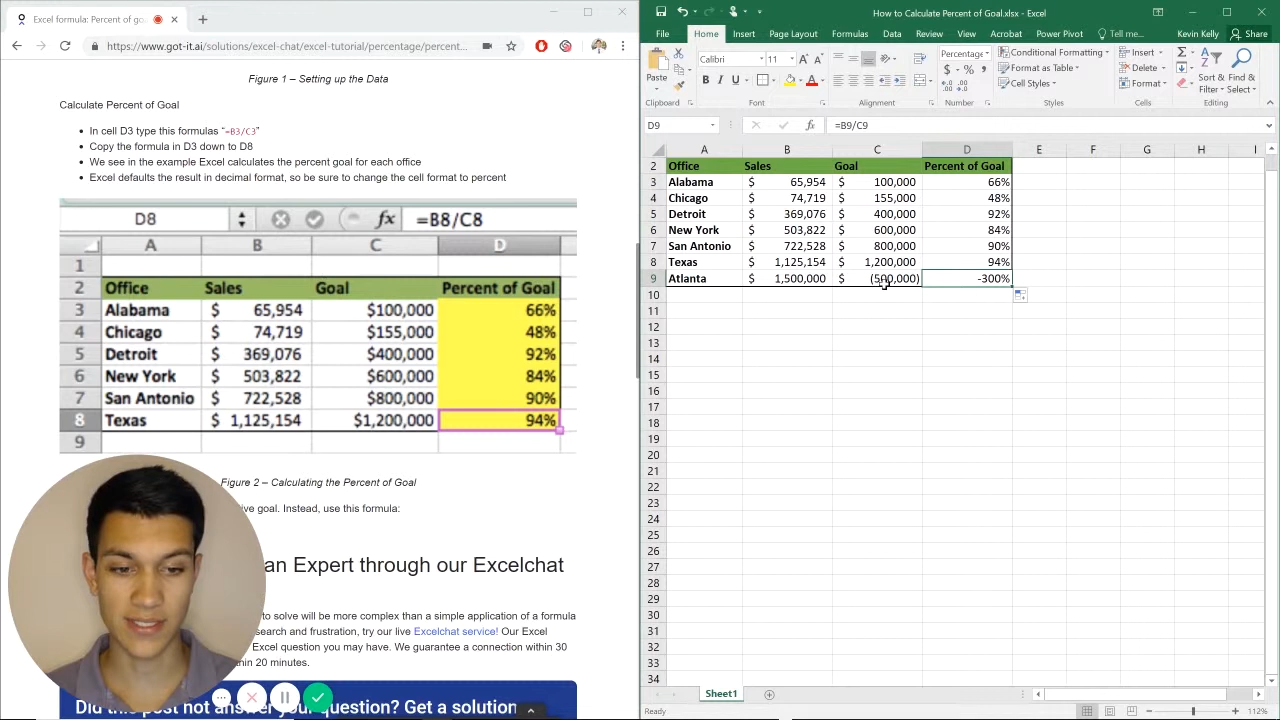 Excel formula: Percent of go
https://www.got-it.ai/solutions/excel-chat/excel-tutorial/percentage/percent...
Figure 1 – Setting up the Data
Calculate Percent of Goal
In cell D3 type this formulas “=B3/C3”
Copy the formula in D3 down to D8
We see in the example Excel calculates the percent goal for each office
Excel defaults the result in decimal format, so be sure to change the cell format to percent
D8 fx =B8/C8
A B C D
1
2 Office Sales Goal Percent of Goal
3 Alabama $ 65,954 $100,000 66%
4 Chicago $ 74,719 $155,000 48%
5 Detroit $ 369,076 $400,000 92%
6 New York $ 503,822 $600,000 84%
7 San Antonio $ 722,528 $800,000 90%
8 Texas $ 1,125,154 $1,200,000 94%
9
Figure 2 – Calculating the Percent of Goal
goal. Instead, use this formula:
an Expert through our Excelchat
to solve will be more complex than a simple application of a formula
search and frustration, try our live Excelchat service! Our Excel
Excel question you may have. We guarantee a connection within 30
20 minutes.
Did this post not answer your question? Get a solution
How to Calculate Percent of Goal.xlsx - Excel
File Home Insert Page Layout Formulas Data Review View Acrobat Power Pivot Tell me... Kevin Kelly Share
Paste
Calibri 11
B I U
Percentage
$ % ,
Conditional Formatting
Format as Table
Cell Styles
Insert
Delete
Format
Sort & Filter
Find & Select
Clipboard Font Alignment Number Styles Cells Editing
D9 fx =B9/C9
A B C D E F G H I
2 Office Sales Goal Percent of Goal
3 Alabama $ 65,954 $ 100,000 66%
4 Chicago $ 74,719 $ 155,000 48%
5 Detroit $ 369,076 $ 400,000 92%
6 New York $ 503,822 $ 600,000 84%
7 San Antonio $ 722,528 $ 800,000 90%
8 Texas $ 1,125,154 $ 1,200,000 94%
9 Atlanta $ 1,500,000 $ (500,000) -300%
10
11
12
13
14
15
16
17
18
19
20
21
22
23
24
25
26
27
28
29
30
31
32
33
34
Sheet1
Ready 112%